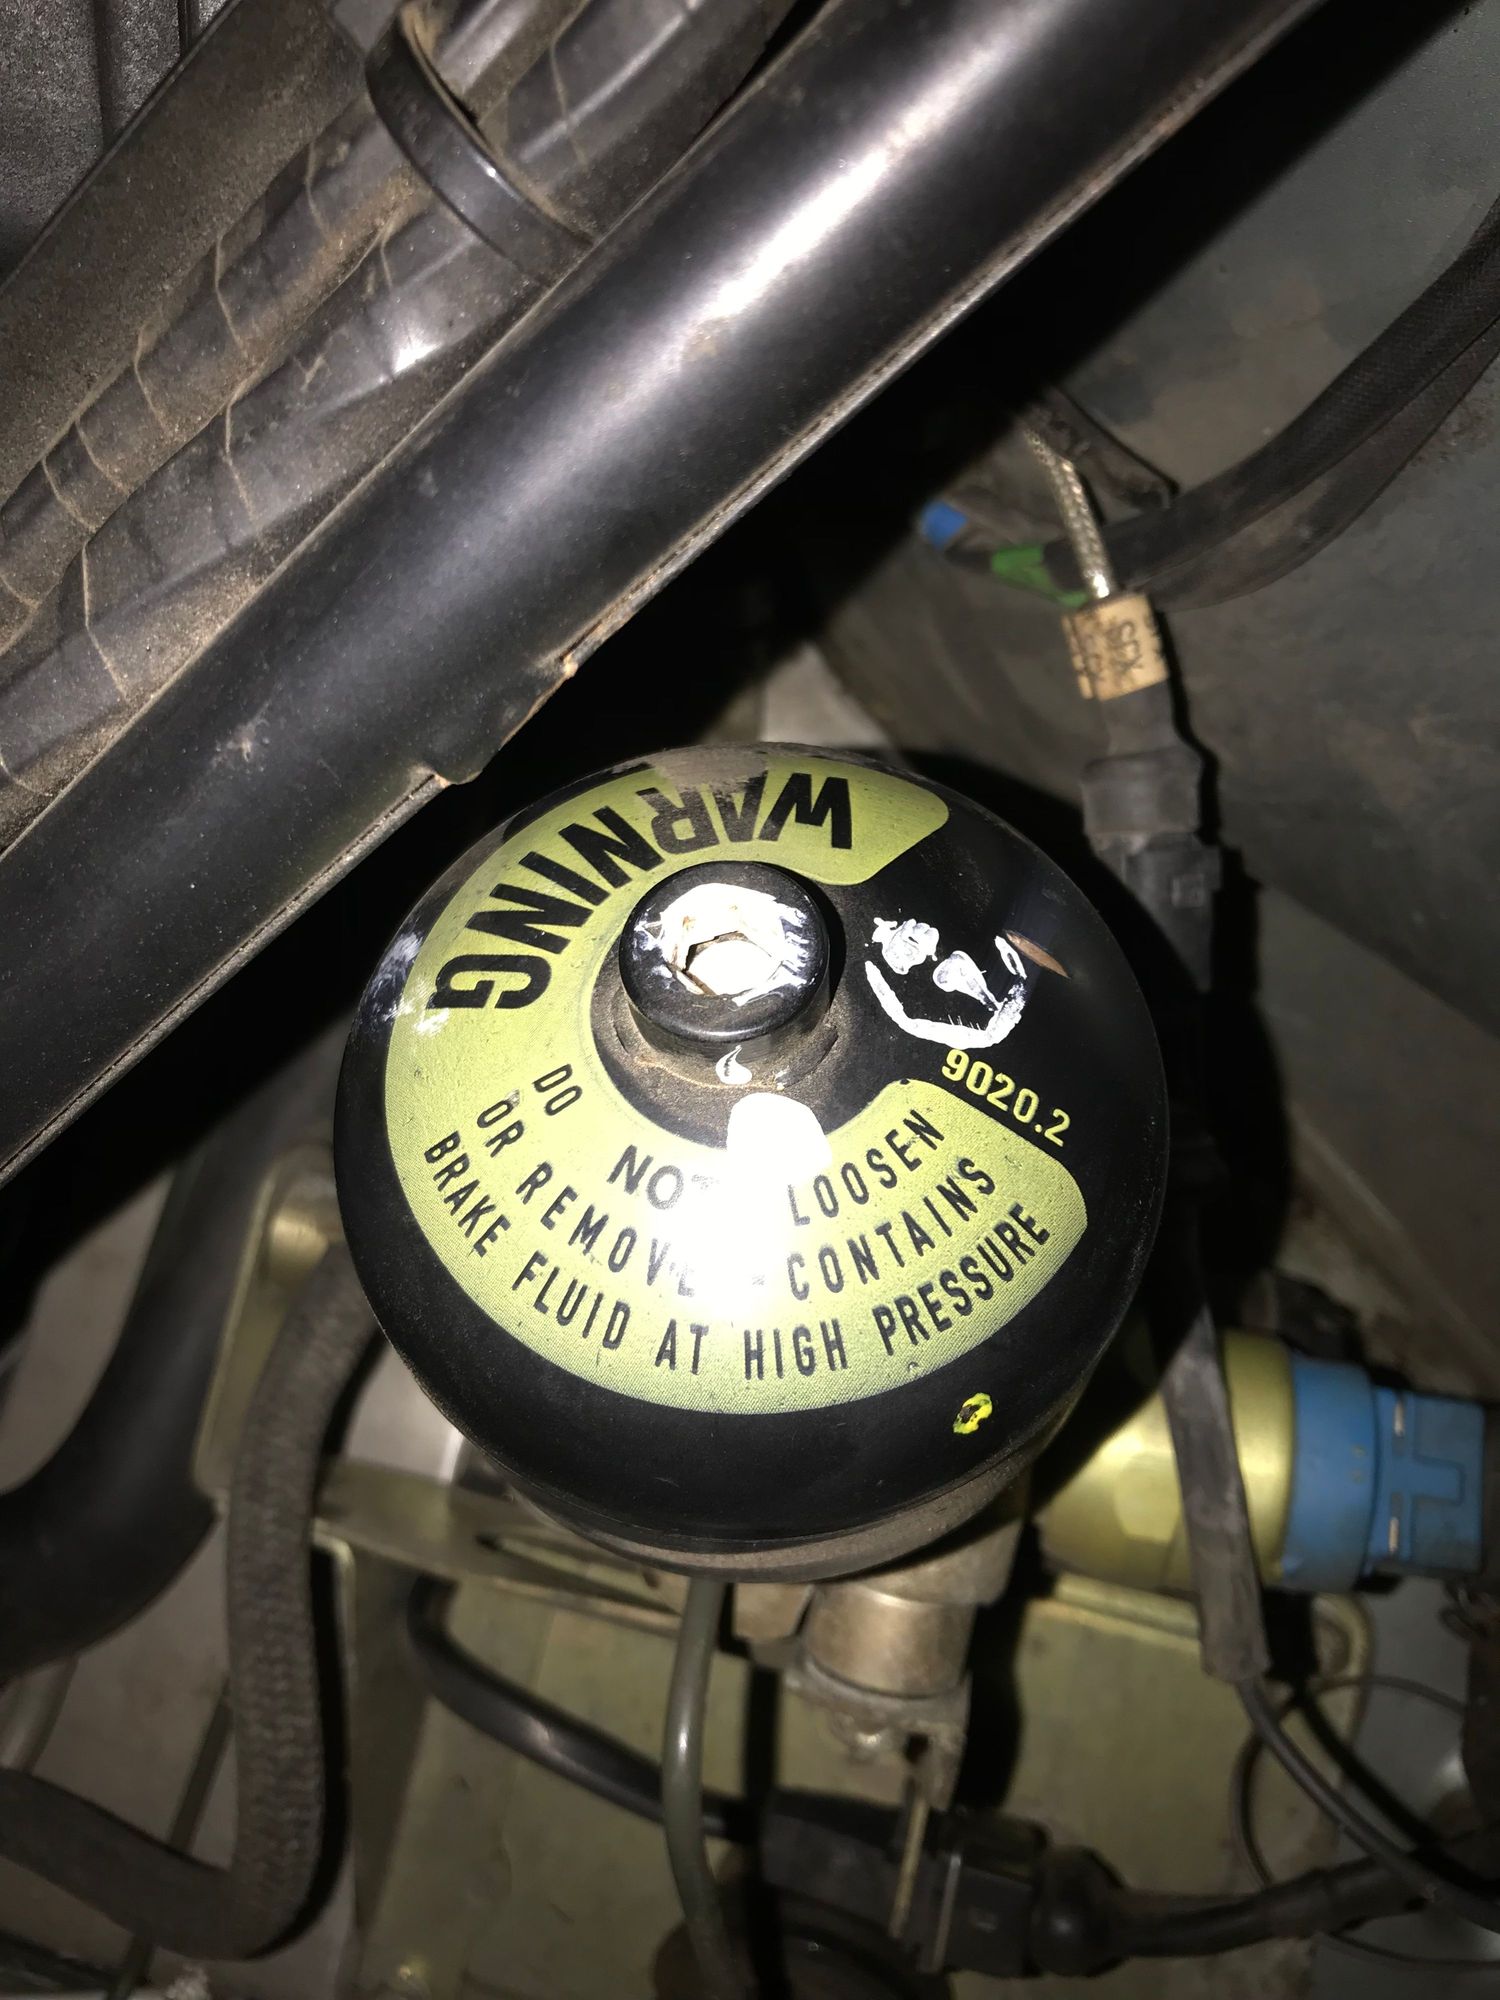 WARNING
DO NOT LOOSEN
OR REMOVE CONTAINS
BRAKE FLUID AT HIGH PRESSURE
9020.2